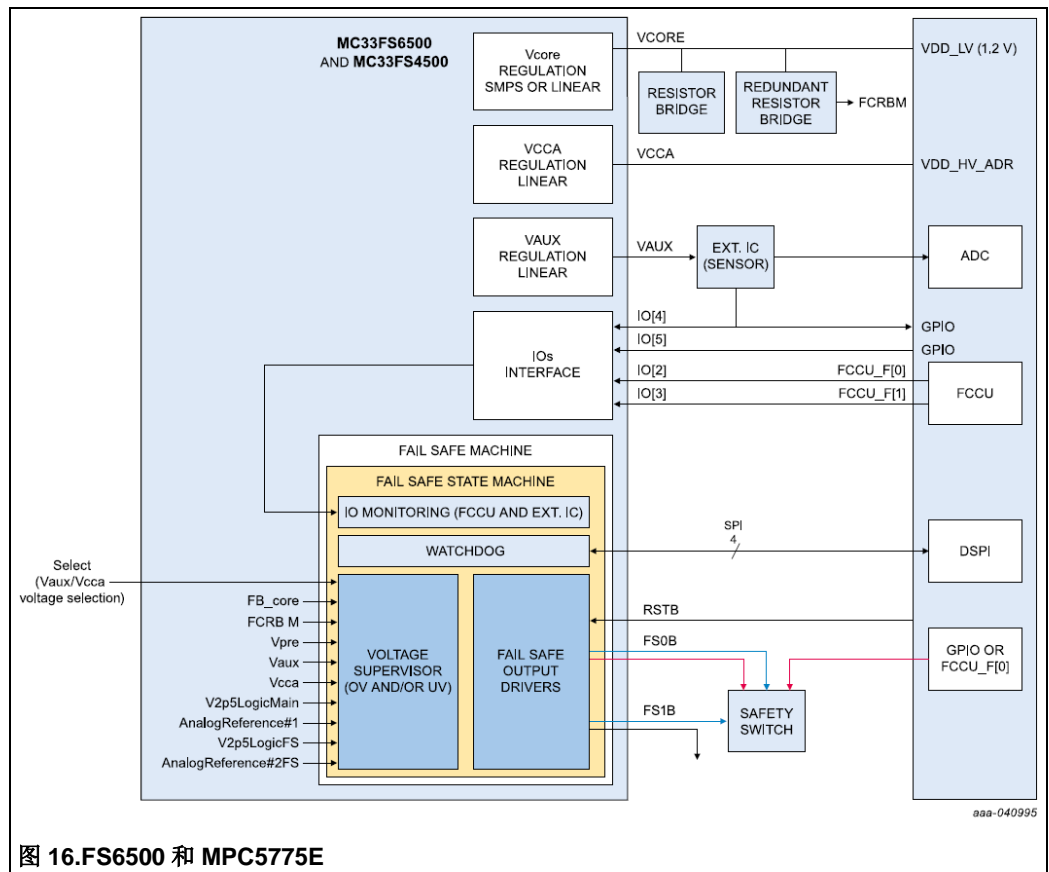 MC33FS6500
AND MC33FS4500
Vcore
REGULATION
SMPS OR LINEAR
VCORE
VDD_LV (1,2 V)
RESISTOR
BRIDGE
REDUNDANT
RESISTOR
BRIDGE
FCRBM
VCCA
REGULATION
LINEAR
VCCA
VDD_HV_ADR
VAUX
REGULATION
LINEAR
VAUX
EXT. IC
(SENSOR)
ADC
IOs
INTERFACE
IO[4]
GPIO
IO[5]
GPIO
IO[2]
FCCU_F[0]
IO[3]
FCCU_F[1]
FCCU
FAIL SAFE MACHINE
FAIL SAFE STATE MACHINE
IO MONITORING (FCCU AND EXT. IC)
WATCHDOG
SPI
4
DSPI
Select
(Vaux/Vcca
voltage selection)
FB_core
FCRB M
Vpre
Vaux
Vcca
V2p5LogicMain
AnalogReference#1
V2p5LogicFS
AnalogReference#2FS
VOLTAGE
SUPERVISOR
(OV AND/OR UV)
FAIL SAFE
OUTPUT
DRIVERS
RSTB
FS0B
FS1B
SAFETY
SWITCH
GPIO OR
FCCU_F[0]
aaa-040995
图 16.FS6500 和 MPC5775E